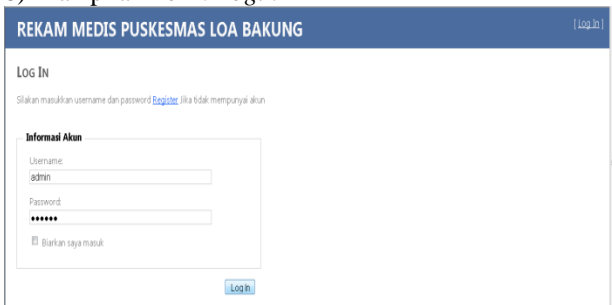 REKAM MEDIS PUSKESMAS LOA BAKUNG
[ Log In ]
LOG IN
Silakan masukkan username dan password Register Jika tidak mempunyai akun
Informasi Akun
Username:
admin
Password:
••••••
Biarkan saya masuk
Log In